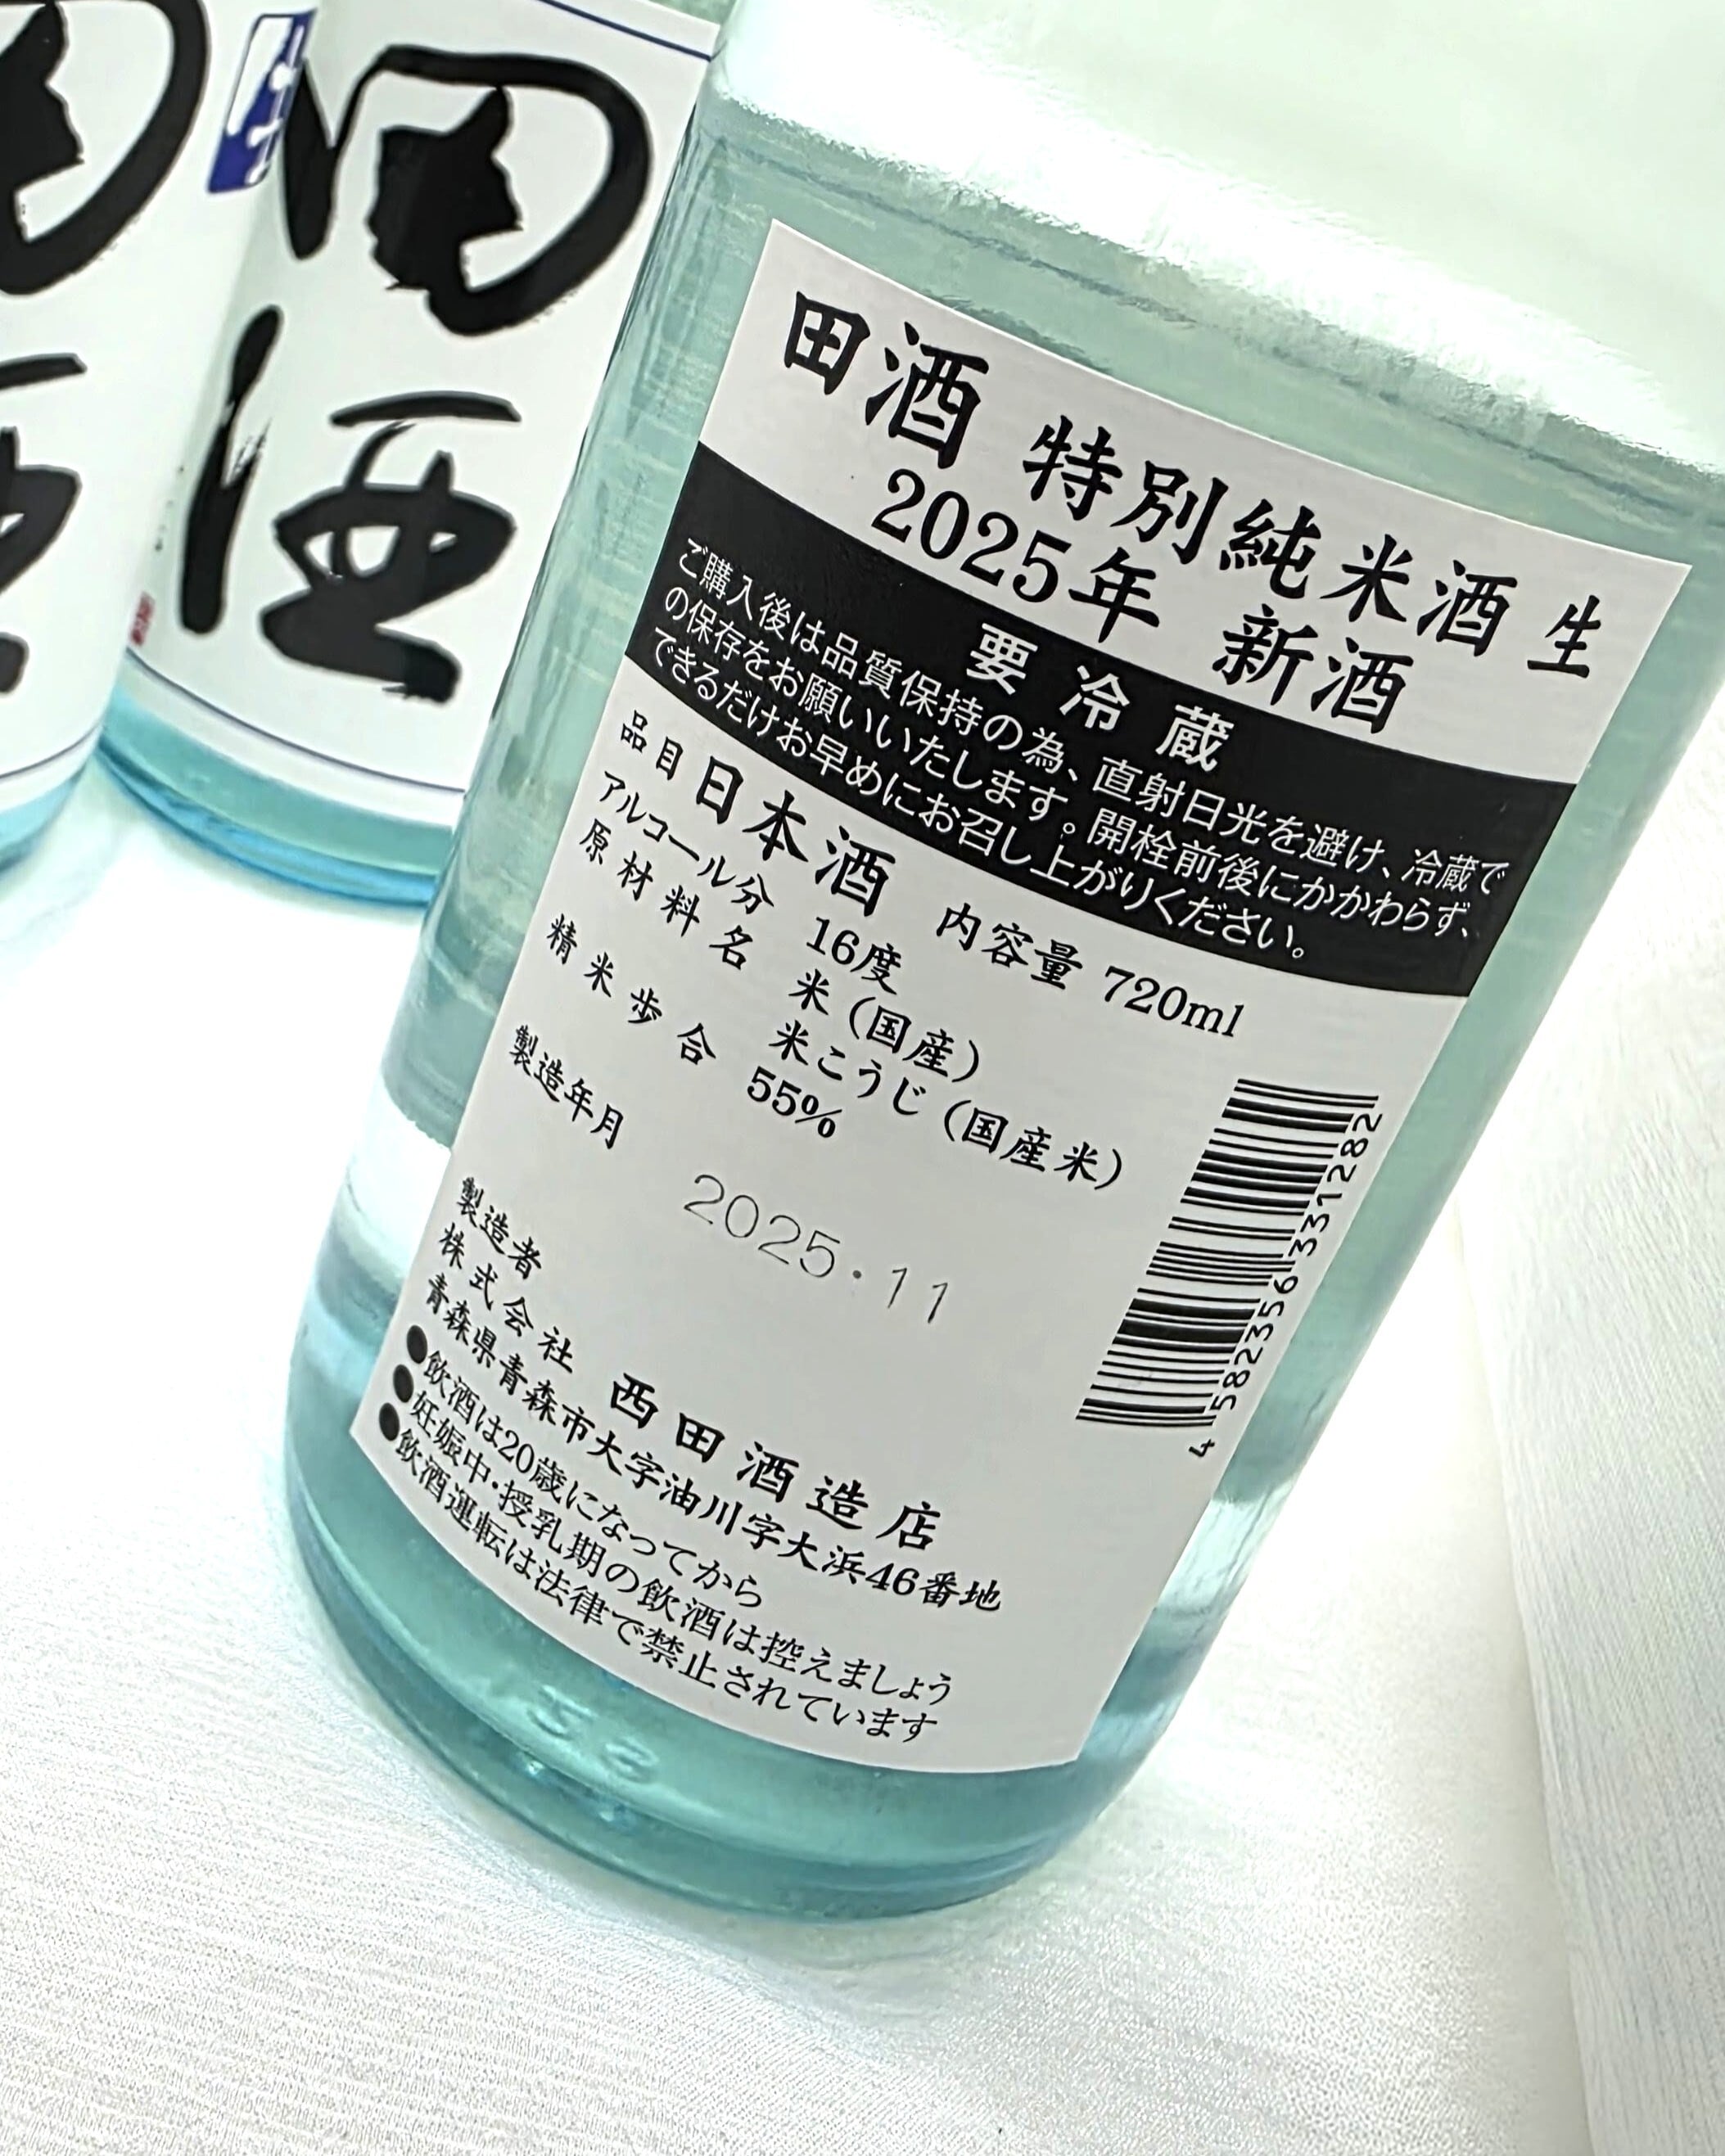 田酒
生
田酒 特別純米酒 生
2025年 新酒
要冷蔵
ご購入後は品質保持の為、直射日光を避け、冷蔵で
の保存をお願いいたします。開栓前後にかかわらず、
できるだけお早めにお召し上がりください。
品目 日本酒 内容量 720ml
アルコール分 16度
原材料名 米（国産）
米こうじ（国産米）
精米歩合 55%
製造年月
2025・11
製造者
株式会社 西田酒造店
青森県青森市大字油川字大浜46番地
●飲酒は20歳になってから
●妊娠中・授乳期の飲酒は控えましょう
●飲酒運転は法律で禁止されています
4 582356 331282